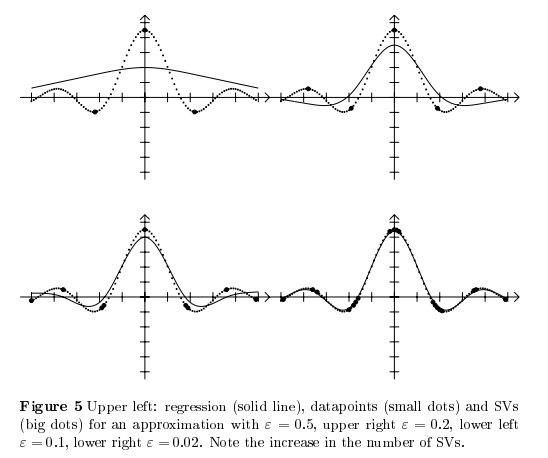 Figure 5 Upper left: regression (solid line), datapoints (small dots) and SVs
(big dots) for an approximation with ε = 0.5, upper right ε = 0.2, lower left
ε = 0.1, lower right ε = 0.02. Note the increase in the number of SVs.